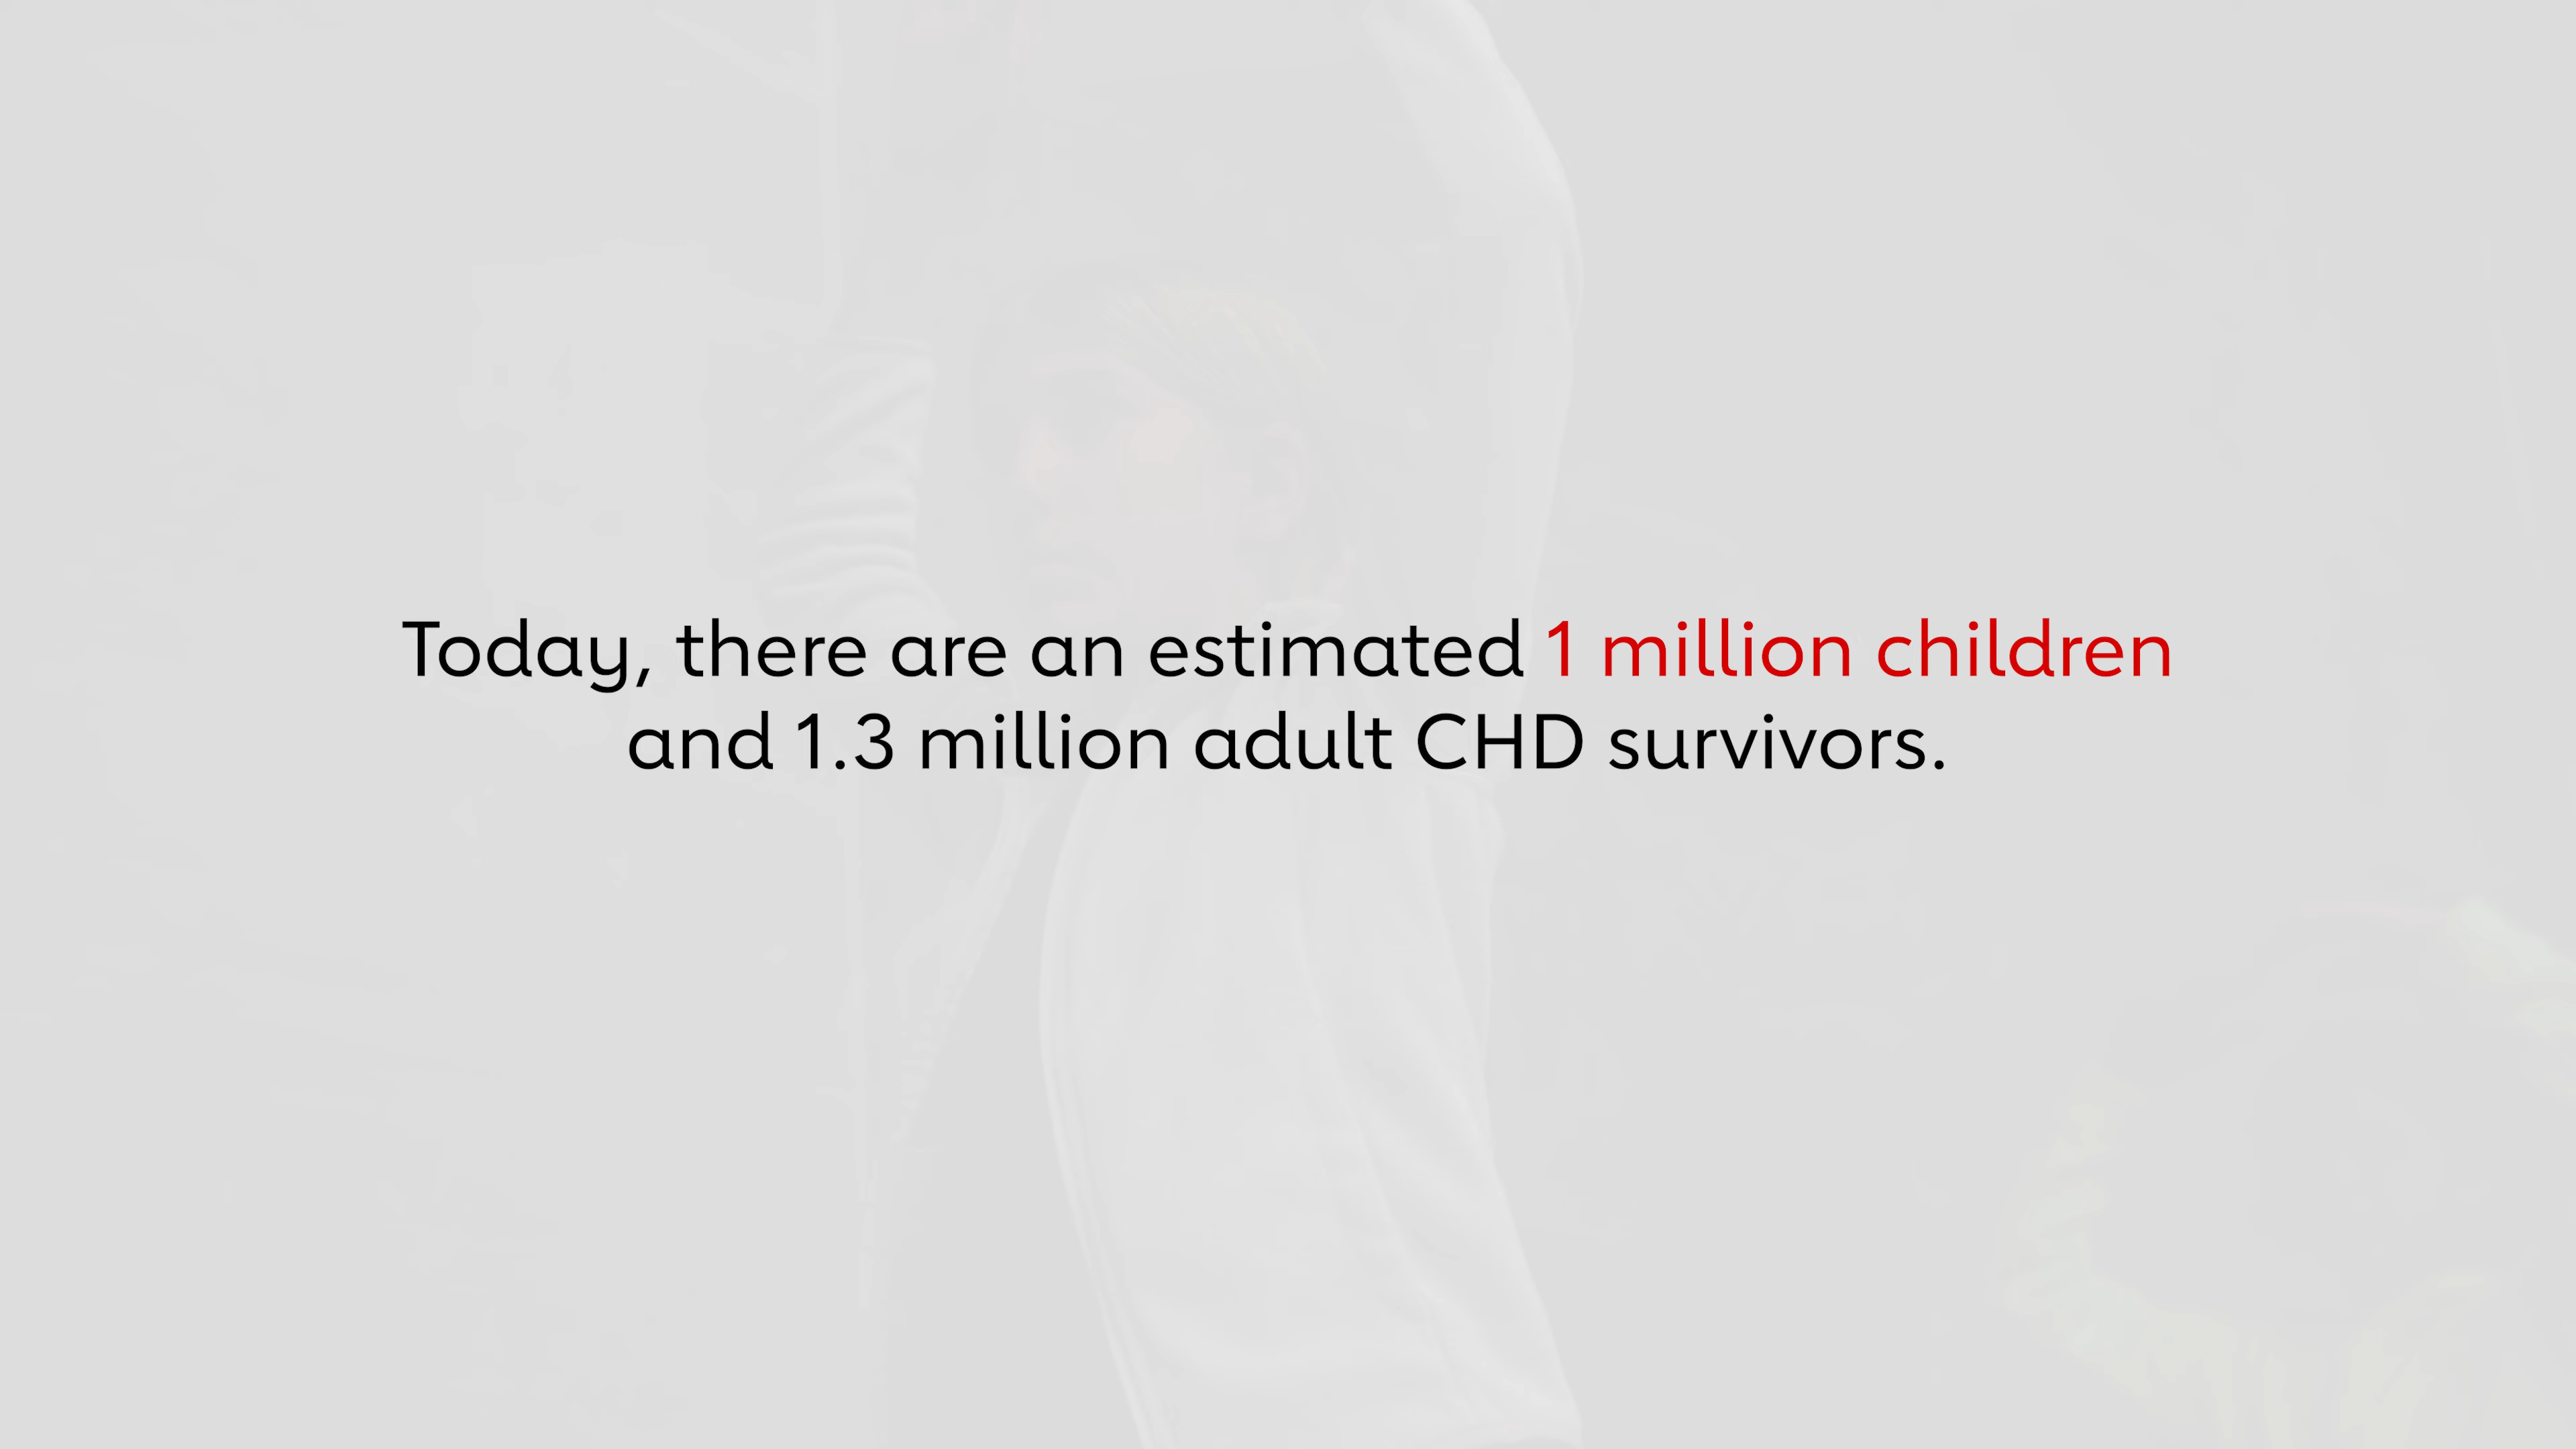 Today, there are an estimated 1 million children
and 1.3 million adult CHD survivors.